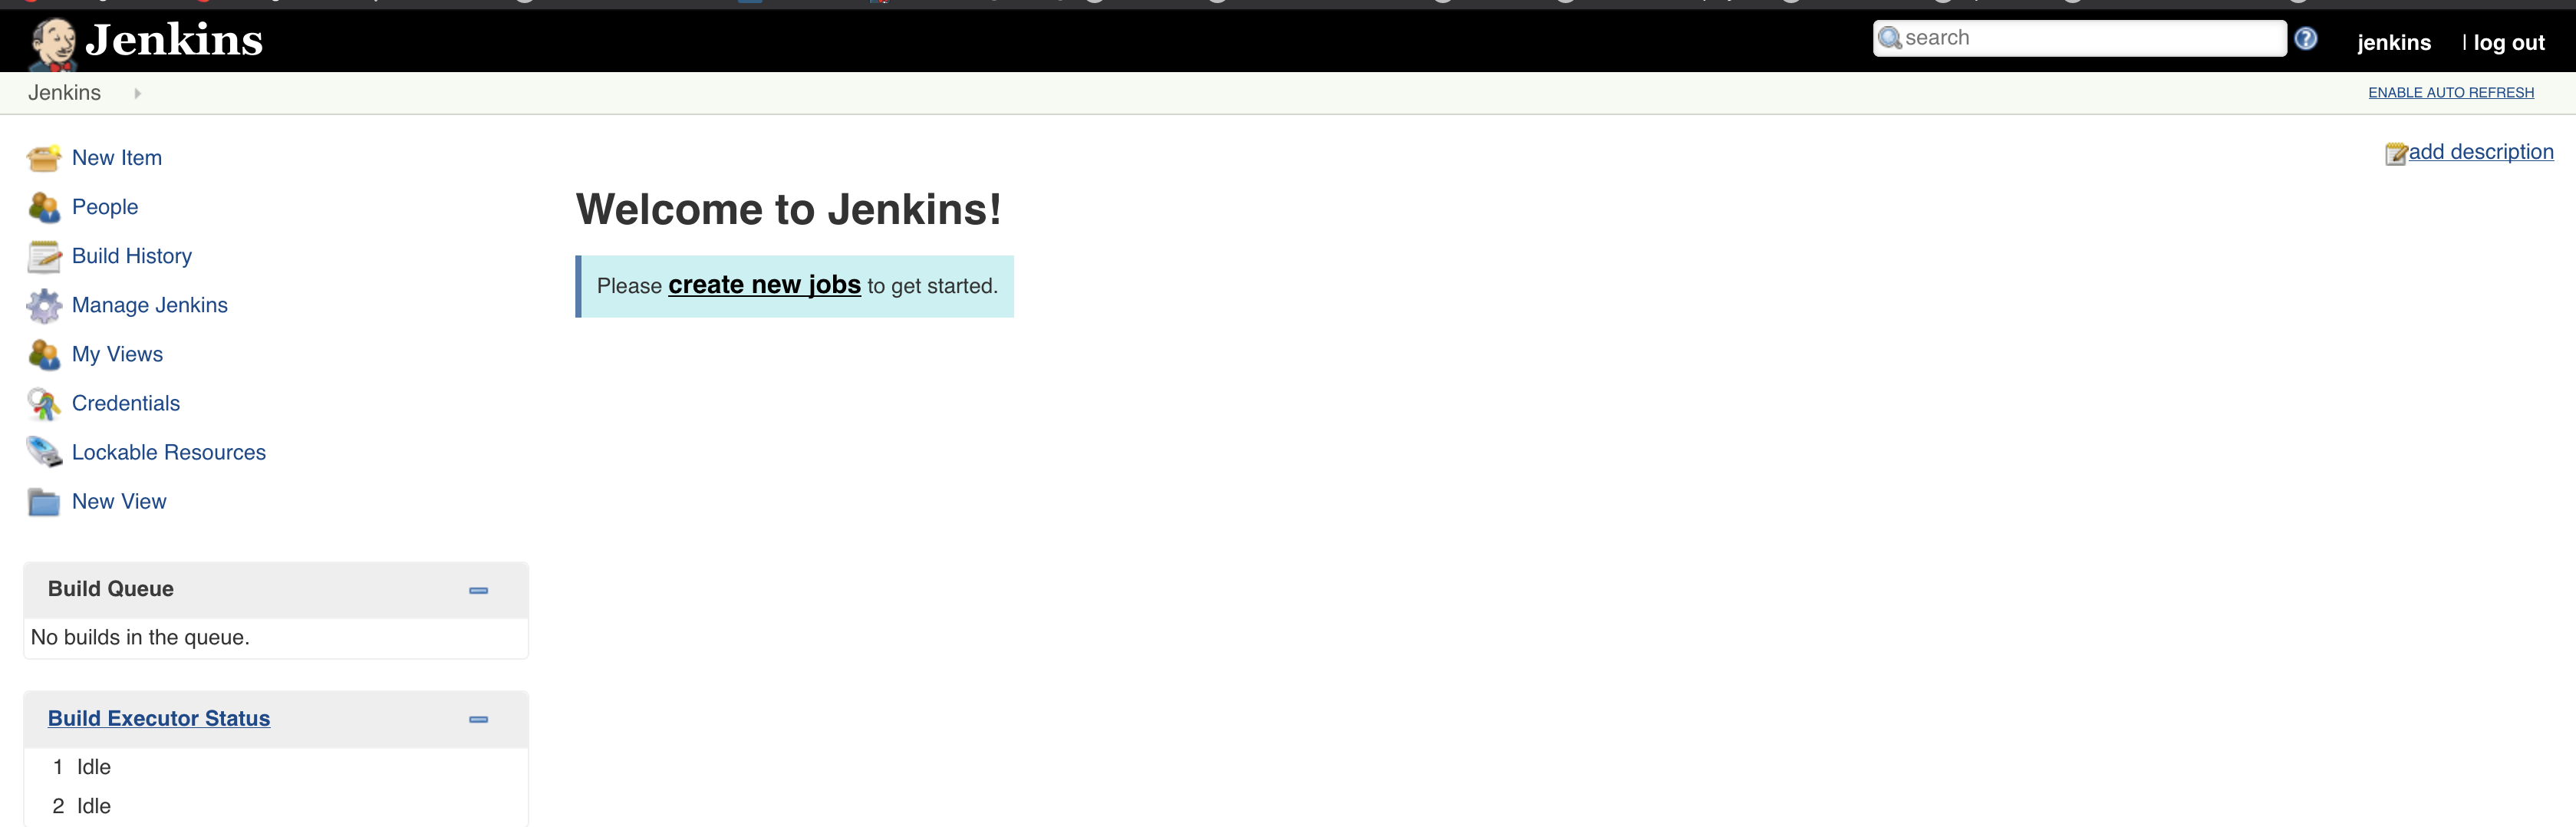 Jenkins
search
jenkins | log out
Jenkins
ENABLE AUTO REFRESH
New Item
People
Build History
Manage Jenkins
My Views
Credentials
Lockable Resources
New View
add description
Welcome to Jenkins!
Please create new jobs to get started.
Build Queue
No builds in the queue.
Build Executor Status
1 Idle
2 Idle